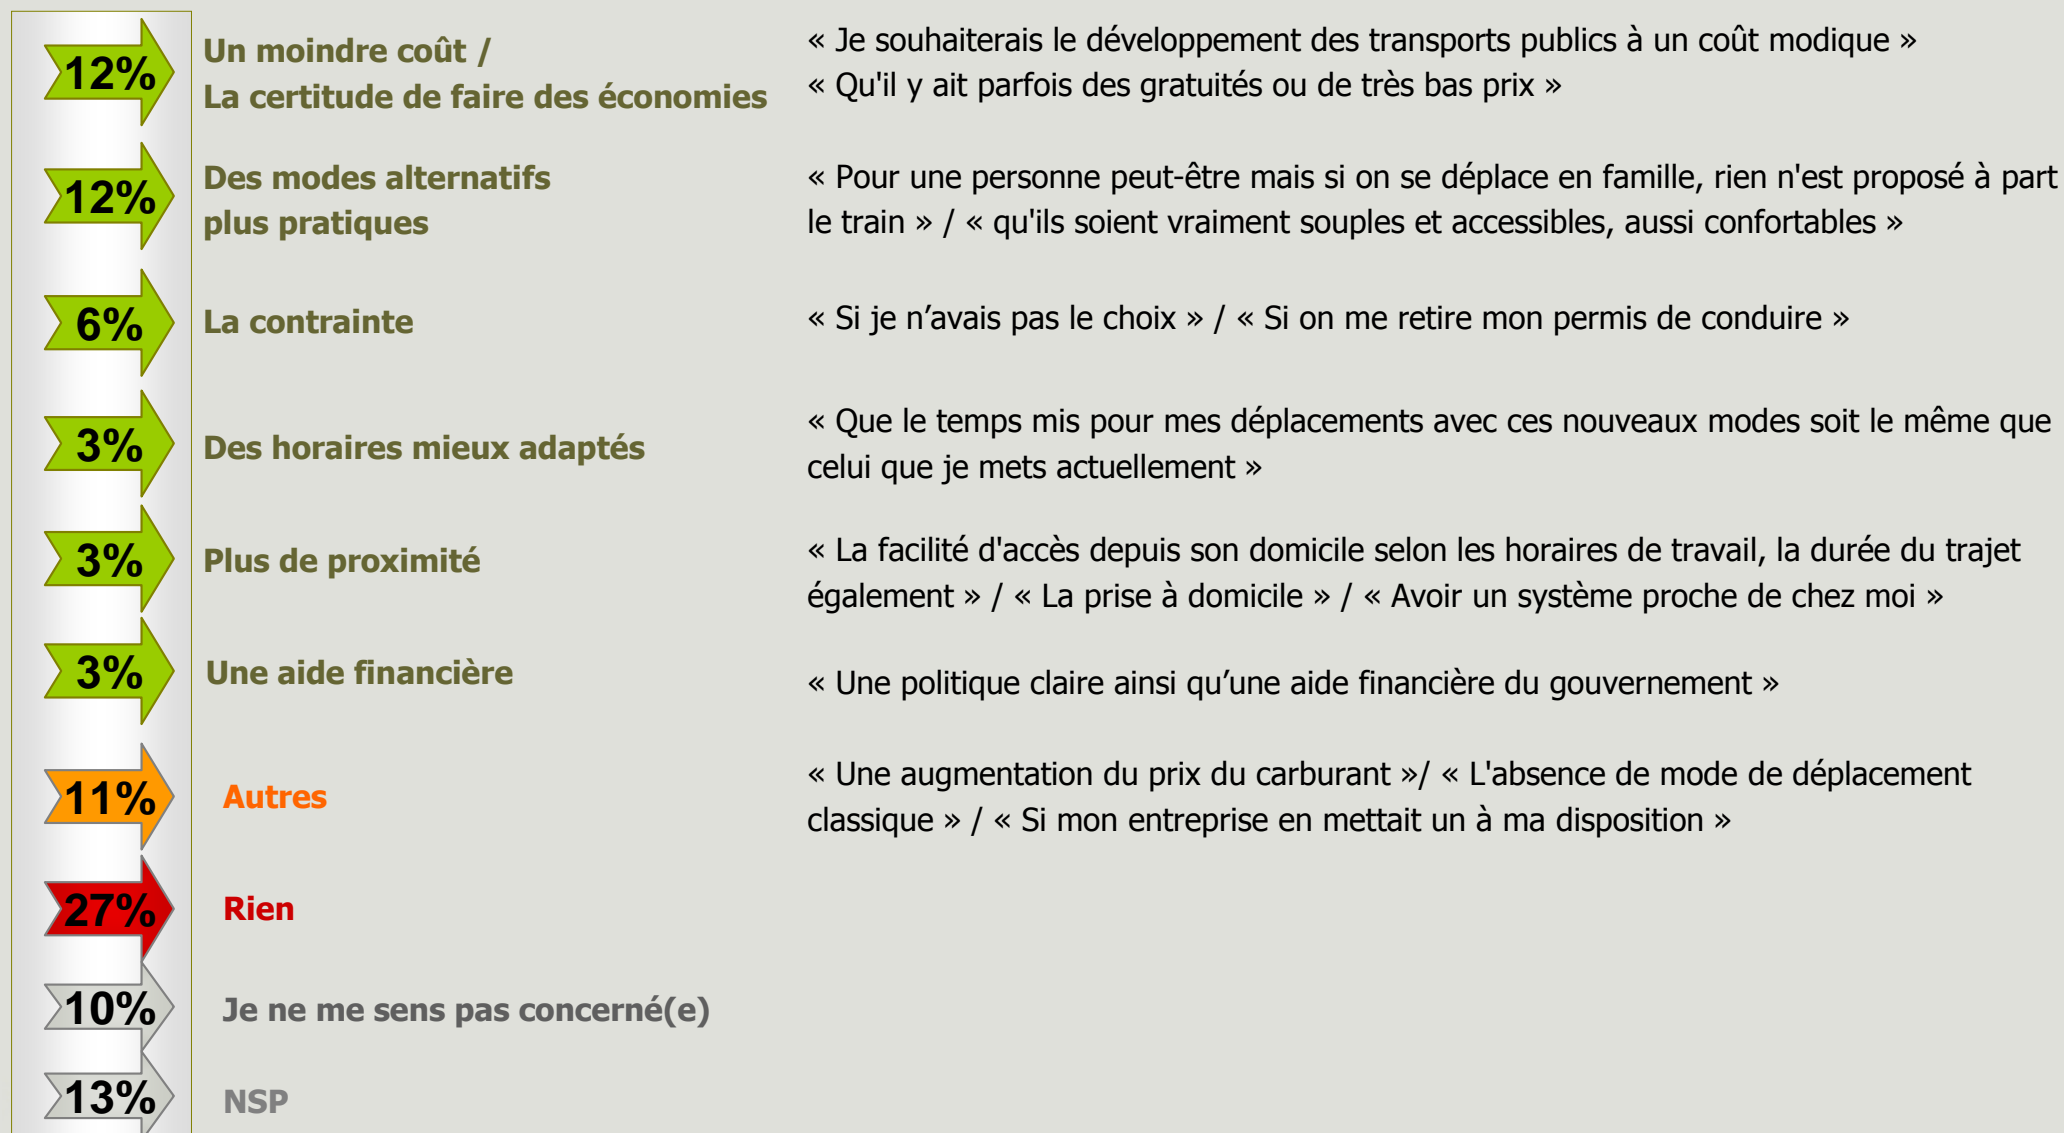 12%
Un moindre coût /
La certitude de faire des économies
« Je souhaiterais le développement des transports publics à un coût modique »
« Qu'il y ait parfois des gratuités ou de très bas prix »
12%
Des modes alternatifs
plus pratiques
« Pour une personne peut-être mais si on se déplace en famille, rien n'est proposé à part
le train » / « qu'ils soient vraiment souples et accessibles, aussi confortables »
6%
La contrainte
« Si je n’avais pas le choix » / « Si on me retire mon permis de conduire »
3%
Des horaires mieux adaptés
« Que le temps mis pour mes déplacements avec ces nouveaux modes soit le même que
celui que je mets actuellement »
3%
Plus de proximité
« La facilité d'accès depuis son domicile selon les horaires de travail, la durée du trajet
également » / « La prise à domicile » / « Avoir un système proche de chez moi »
3%
Une aide financière
« Une politique claire ainsi qu’une aide financière du gouvernement »
11%
Autres
« Une augmentation du prix du carburant »/ « L'absence de mode de déplacement
classique » / « Si mon entreprise en mettait un à ma disposition »
27%
Rien
10%
Je ne me sens pas concerné(e)
13%
NSP